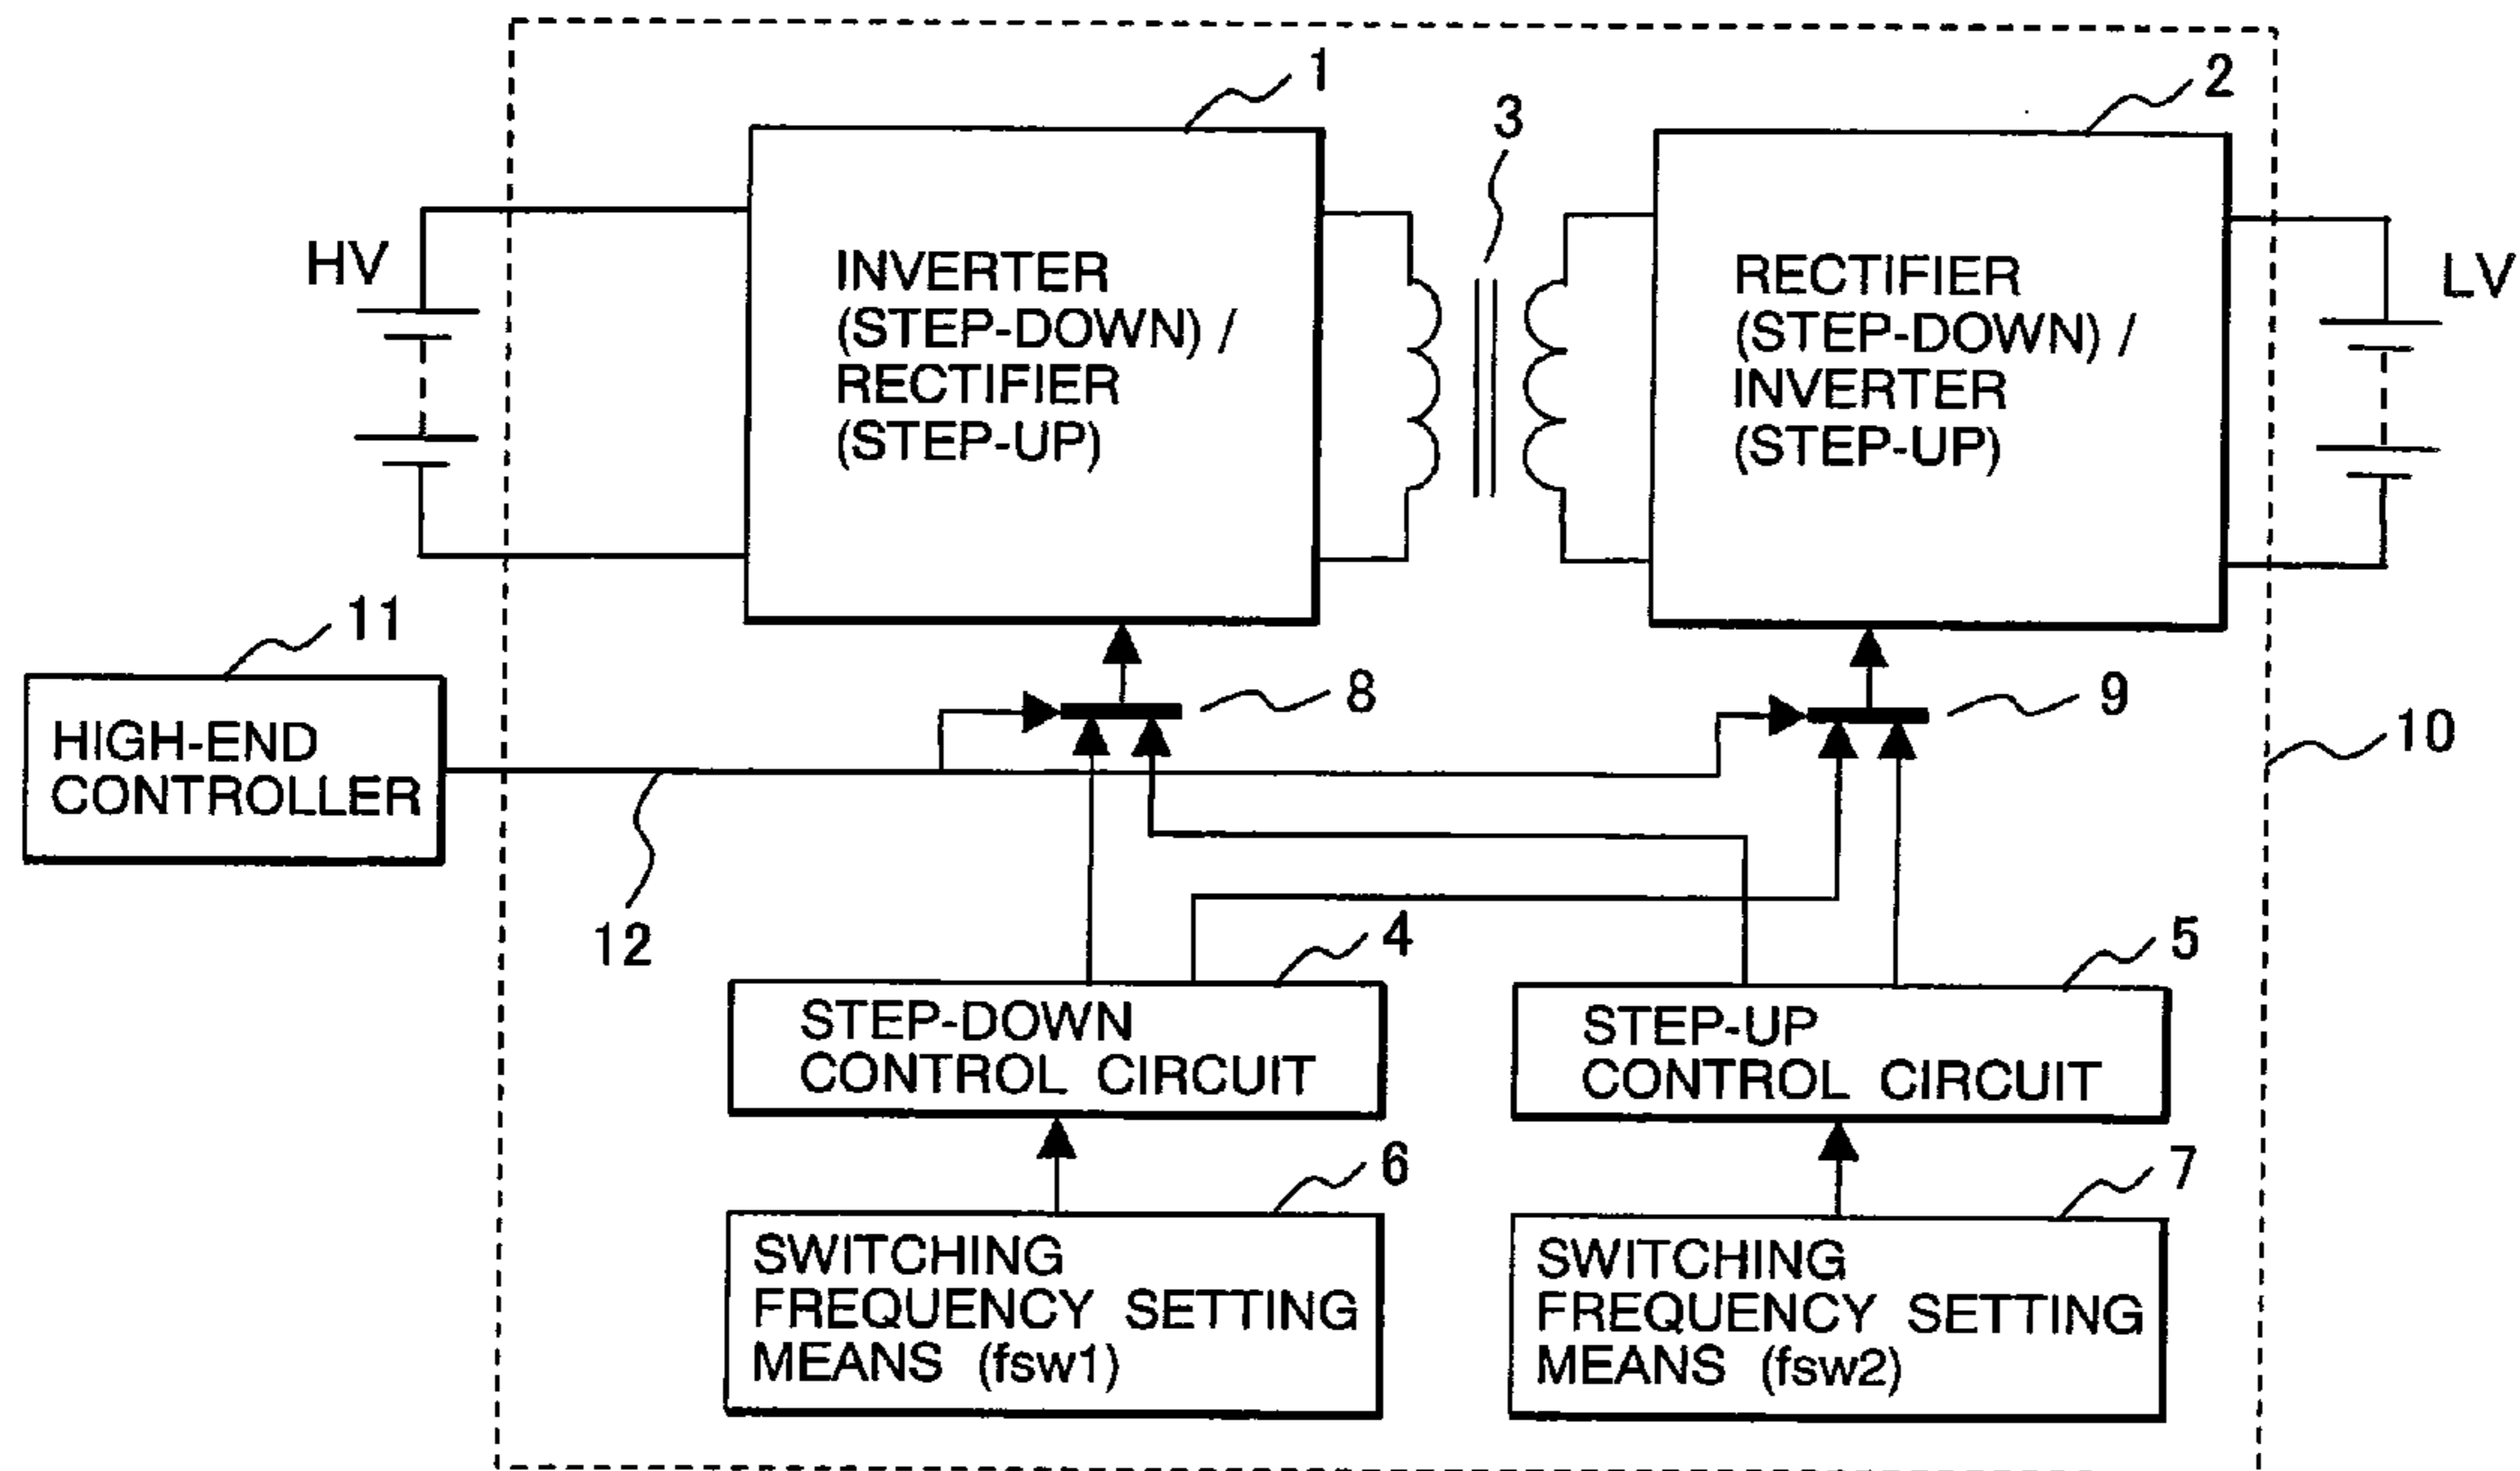 1
2
3
HV
INVERTER
(STEP-DOWN) /
RECTIFIER
(STEP-UP)
RECTIFIER
(STEP-DOWN) /
INVERTER
(STEP-UP)
LV
11
8
9
10
HIGH-END
CONTROLLER
12
4
5
STEP-DOWN
CONTROL CIRCUIT
STEP-UP
CONTROL CIRCUIT
6
7
SWITCHING
FREQUENCY SETTING
MEANS (fsw1)
SWITCHING
FREQUENCY SETTING
MEANS (fsw2)